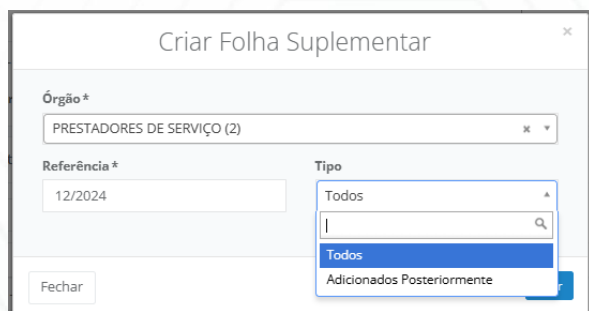 Criar Folha Suplementar
×
Órgão *
PRESTADORES DE SERVIÇO (2)
Referência * Tipo
12/2024 Todos
Todos
Adicionados Posteriormente
Fechar